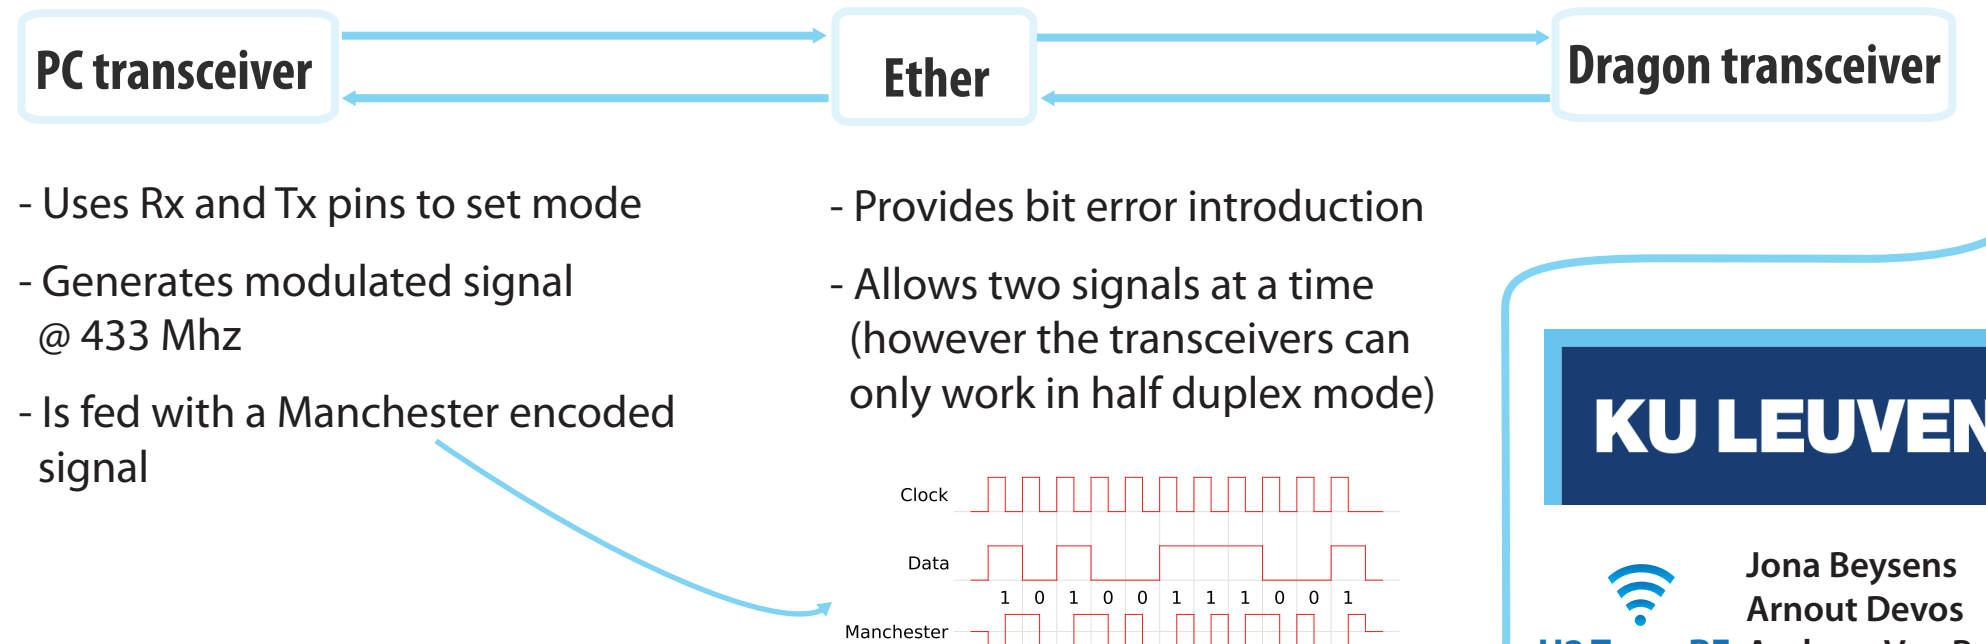 PC transceiver
Ether
Dragon transceiver
- Uses Rx and Tx pins to set mode
- Generates modulated signal
@ 433 Mhz
- Is fed with a Manchester encoded
signal
- Provides bit error introduction
- Allows two signals at a time
(however the transceivers can
only work in half duplex mode)
Clock
Data
1 0 1 0 0 1 1 1 0 0 1
Manchester
KU LEUVEN
Jona Beysens
Arnout Devos